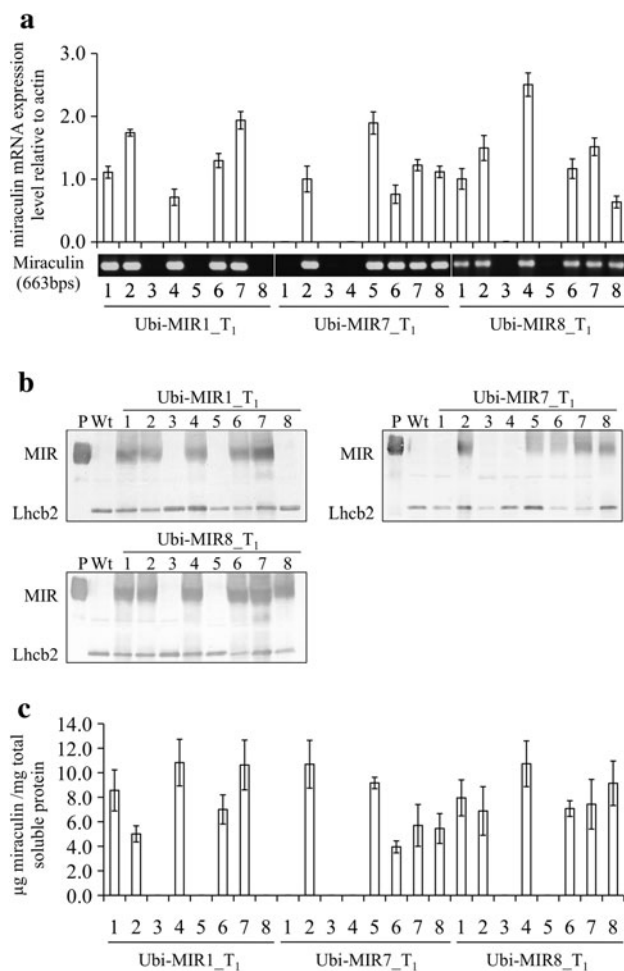 a
miraculin mRNA expression
level relative to actin
3.0
2.0
1.0
0.0
Miraculin
(663bps)
1 2 3 4 5 6 7 8 1 2 3 4 5 6 7 8 1 2 3 4 5 6 7 8
Ubi-MIR1_T1 Ubi-MIR7_T1 Ubi-MIR8_T1
b
Ubi-MIR1_T1
P Wt 1 2 3 4 5 6 7 8
MIR
Lhcb2
Ubi-MIR7_T1
P Wt 1 2 3 4 5 6 7 8
MIR
Lhcb2
Ubi-MIR8_T1
P Wt 1 2 3 4 5 6 7 8
MIR
Lhcb2
c
µg miraculin /mg total
soluble protein
14.0
12.0
10.0
8.0
6.0
4.0
2.0
0.0
1 2 3 4 5 6 7 8 1 2 3 4 5 6 7 8 1 2 3 4 5 6 7 8
Ubi-MIR1_T1 Ubi-MIR7_T1 Ubi-MIR8_T1